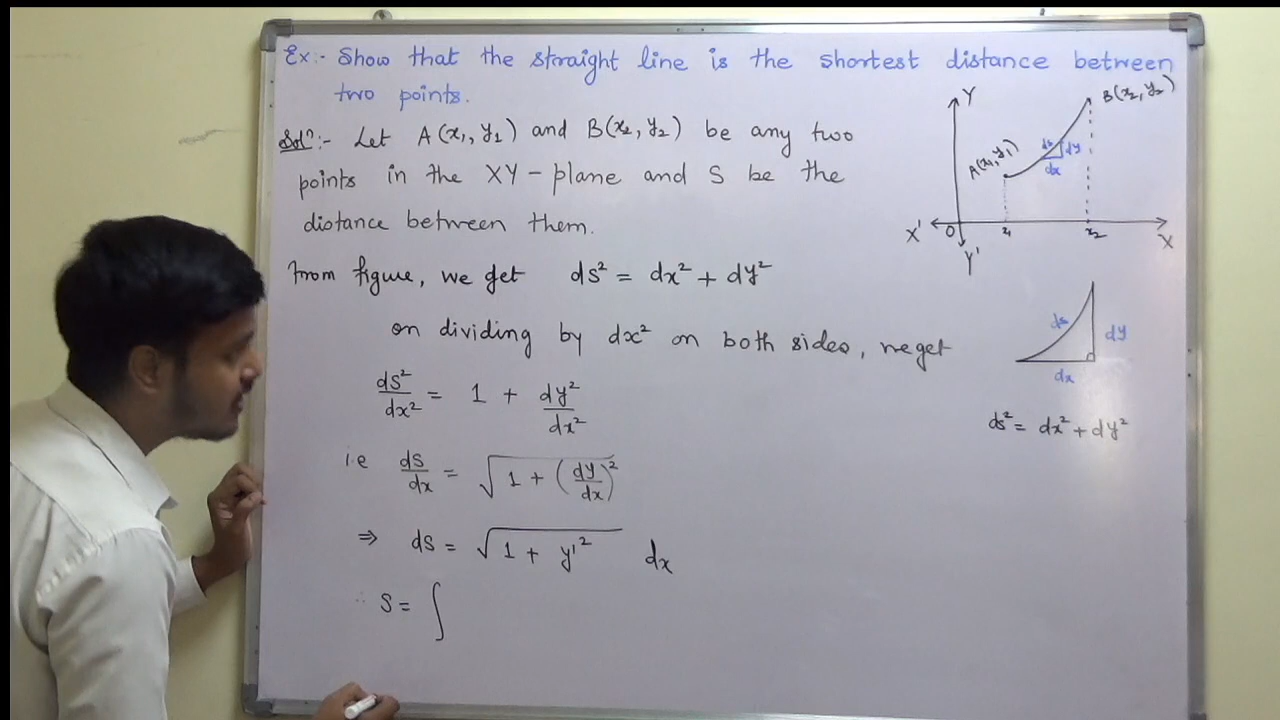 Ex:- Show that the straight line is the shortest distance between
two points.
Solⁿ:- Let A(x₁, y₁) and B(x₂, y₂) be any two
points in the XY-plane and S be the
distance between them.
From figure, we get ds² = dx² + dy²
on dividing by dx² on both sides, we get
ds²/dx² = 1 + dy²/dx²
i.e ds/dx = √(1 + (dy/dx)²)
⇒ ds = √(1 + y'²) dx
∴ S = ∫
Y
B(x₂, y₂)
A(x₁, y₁)
ds
dy
dx
X'
O
x₁
x₂
X
Y'
ds
dy
dx
ds² = dx² + dy²